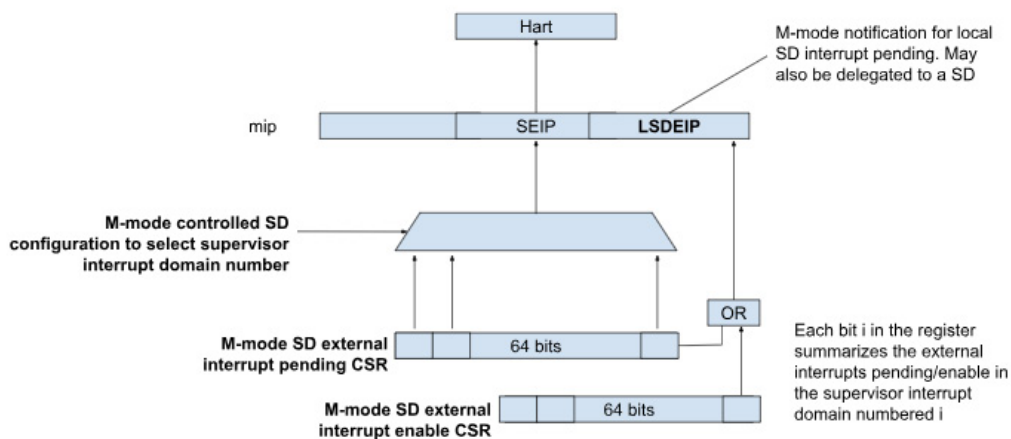 Hart
M-mode notification for local
SD interrupt pending. May
also be delegated to a SD
mip
SEIP
LSDEIP
M-mode controlled SD
configuration to select supervisor
interrupt domain number
OR
M-mode SD external
interrupt pending CSR
64 bits
Each bit i in the register
summarizes the external
interrupts pending/enable in
the supervisor interrupt
domain numbered i
M-mode SD external
interrupt enable CSR
64 bits